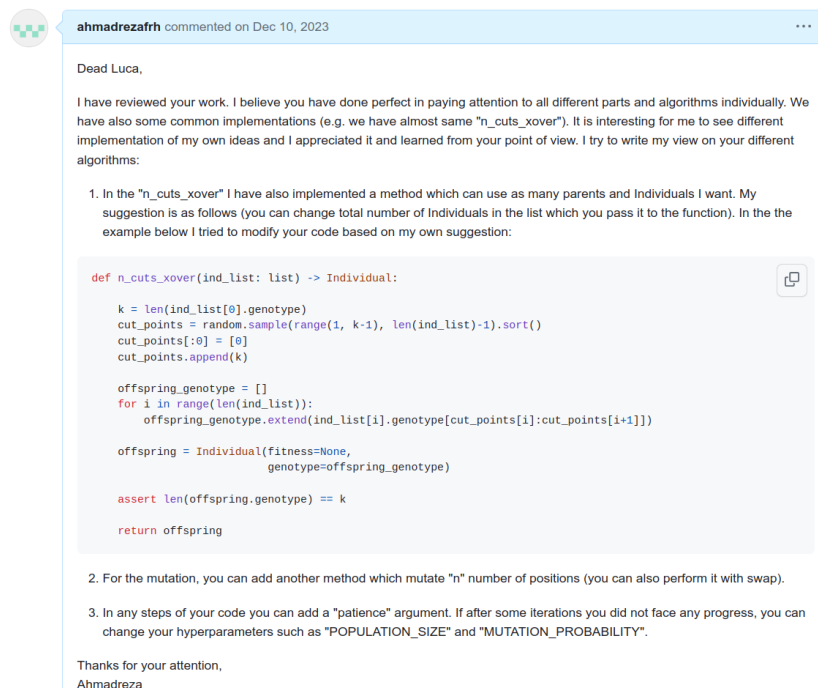 ahmadrezafrh commented on Dec 10, 2023
Dead Luca,
I have reviewed your work. I believe you have done perfect in paying attention to all different parts and algorithms individually. We
have also some common implementations (e.g. we have almost same "n_cuts_xover"). It is interesting for me to see different
implementation of my own ideas and I appreciated it and learned from your point of view. I try to write my view on your different
algorithms:
1. In the "n_cuts_xover" I have also implemented a method which can use as many parents and Individuals I want. My
suggestion is as follows (you can change total number of Individuals in the list which you pass it to the function). In the the
example below I tried to modify your code based on my own suggestion:
def n_cuts_xover(ind_list: list) -> Individual:
    k = len(ind_list[0].genotype)
    cut_points = random.sample(range(1, k-1), len(ind_list)-1).sort()
    cut_points[:0] = [0]
    cut_points.append(k)
    offspring_genotype = []
    for i in range(len(ind_list)):
        offspring_genotype.extend(ind_list[i].genotype[cut_points[i]:cut_points[i+1]])
    offspring = Individual(fitness=None,
                           genotype=offspring_genotype)
    assert len(offspring.genotype) == k
    return offspring
2. For the mutation, you can add another method which mutate "n" number of positions (you can also perform it with swap).
3. In any steps of your code you can add a "patience" argument. If after some iterations you did not face any progress, you can
change your hyperparameters such as "POPULATION_SIZE" and "MUTATION_PROBABILITY".
Thanks for your attention,
Ahmadreza